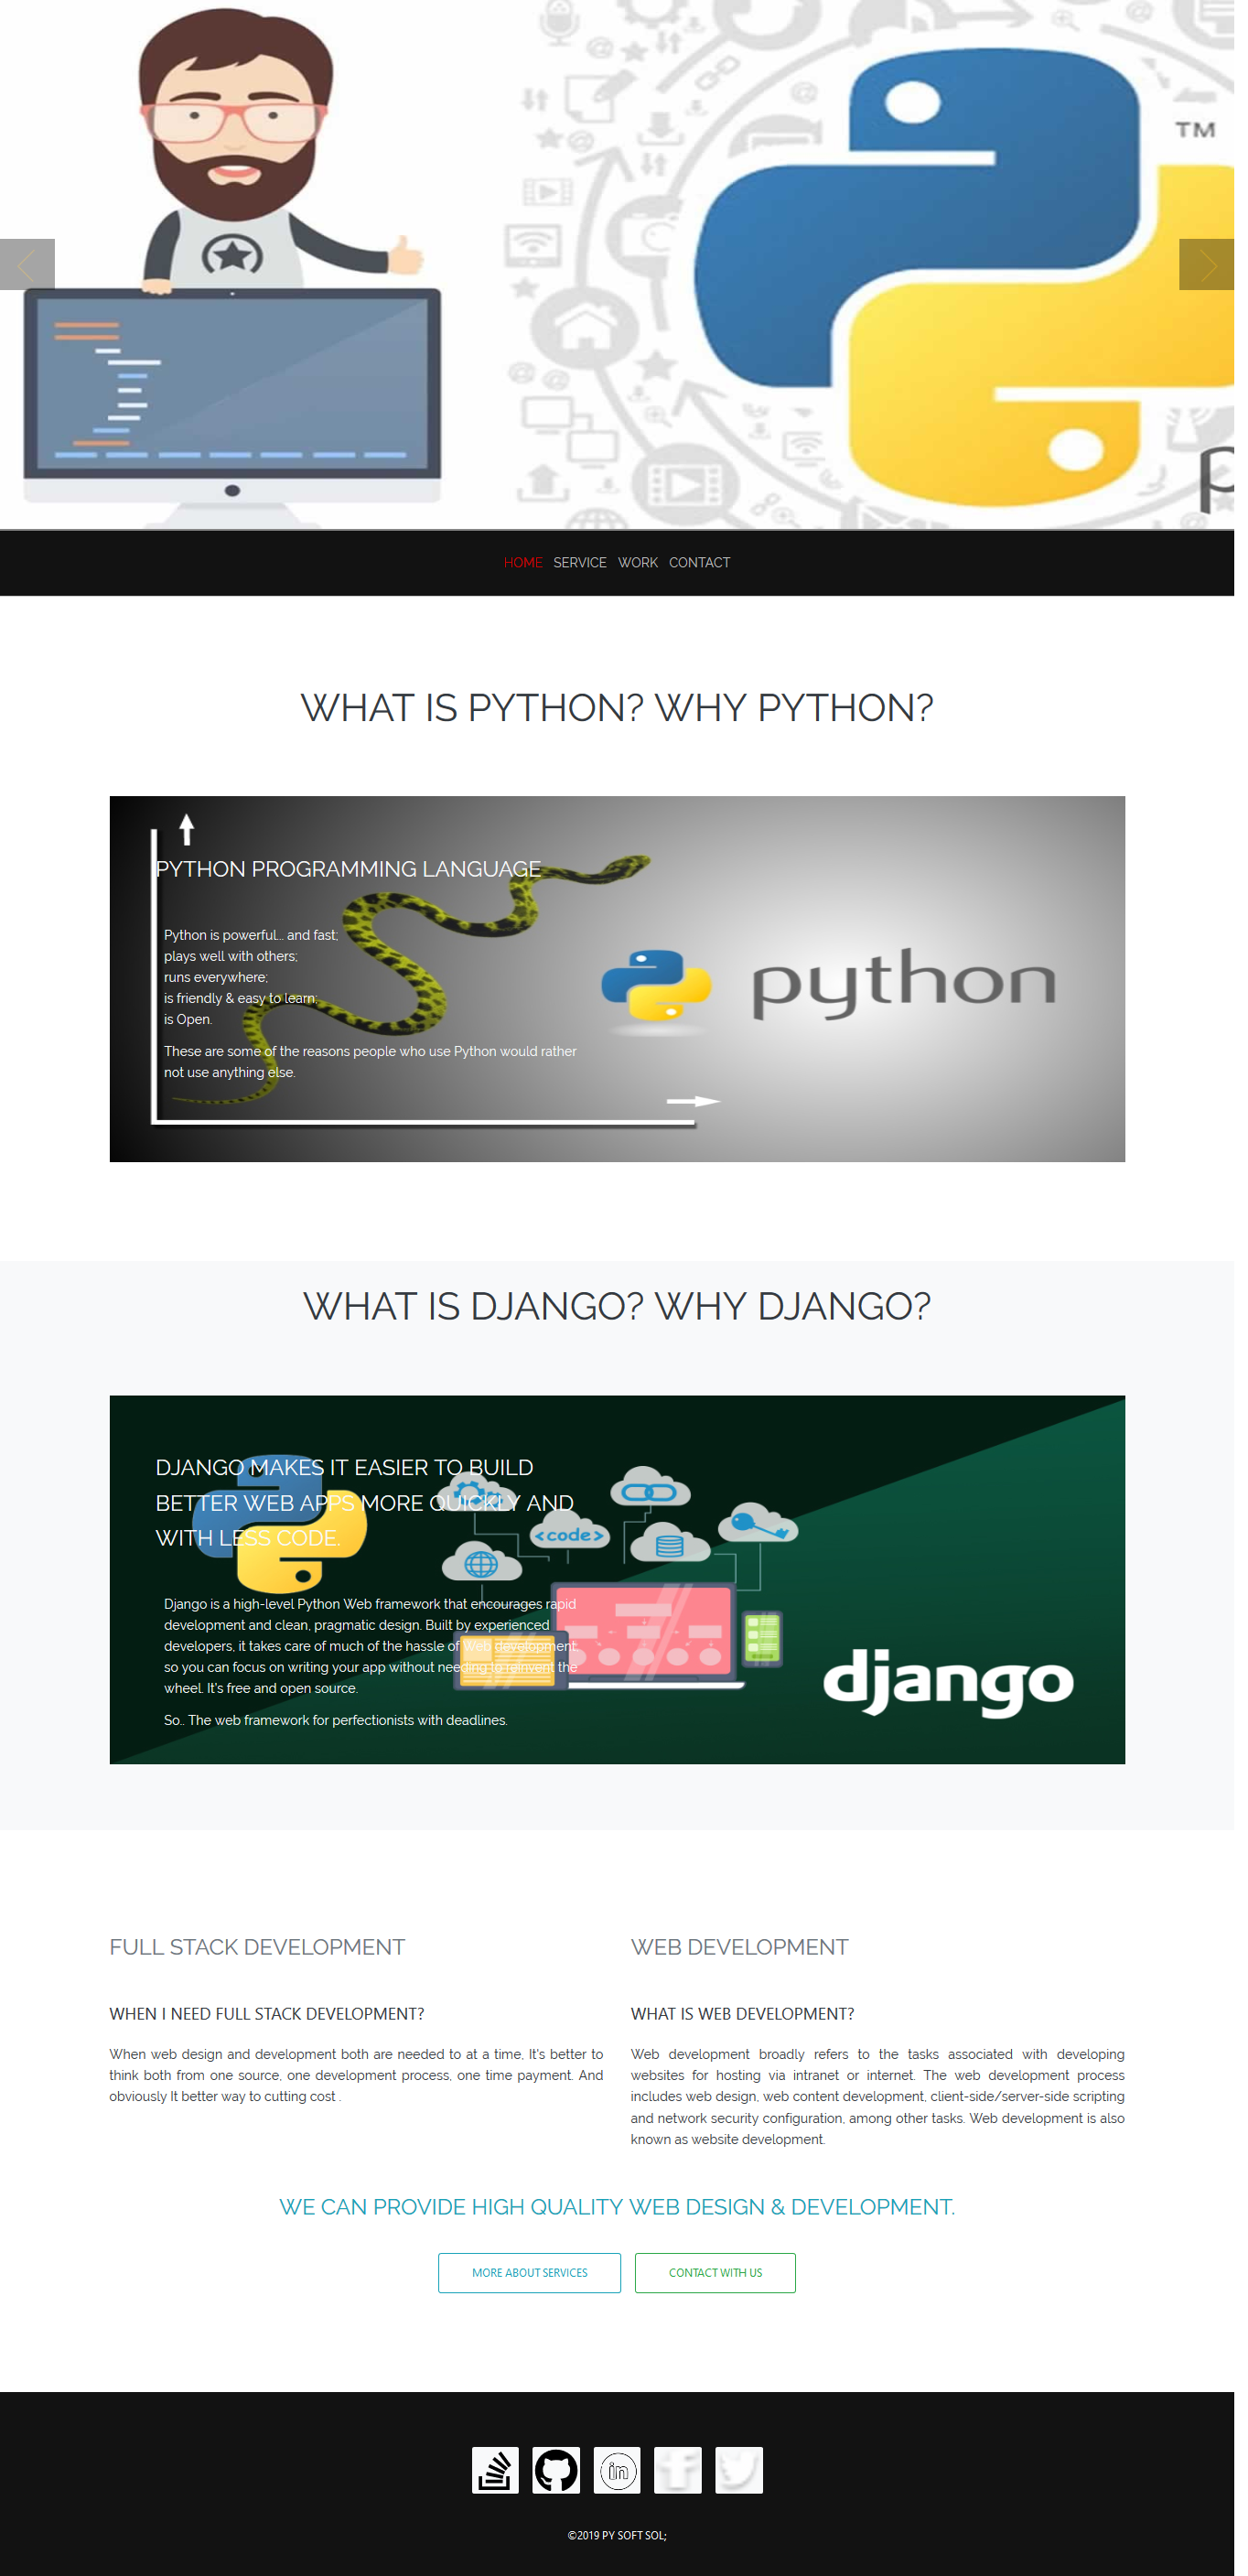 TM
p
HOME SERVICE WORK CONTACT
WHAT IS PYTHON? WHY PYTHON?
PYTHON PROGRAMMING LANGUAGE
Python is powerful... and fast;
plays well with others;
runs everywhere;
is friendly & easy to learn;
is Open.
These are some of the reasons people who use Python would rather
not use anything else.
python
WHAT IS DJANGO? WHY DJANGO?
DJANGO MAKES IT EASIER TO BUILD
BETTER WEB APPS MORE QUICKLY AND
WITH LESS CODE.
<code>
Django is a high-level Python Web framework that encourages rapid
development and clean, pragmatic design. Built by experienced
developers, it takes care of much of the hassle of Web development,
so you can focus on writing your app without needing to reinvent the
wheel. It's free and open source.
So.. The web framework for perfectionists with deadlines.
django
FULL STACK DEVELOPMENT
WHEN I NEED FULL STACK DEVELOPMENT?
When web design and development both are needed to at a time, It's better to
think both from one source, one development process, one time payment. And
obviously It better way to cutting cost .
WEB DEVELOPMENT
WHAT IS WEB DEVELOPMENT?
Web development broadly refers to the tasks associated with developing
websites for hosting via intranet or internet. The web development process
includes web design, web content development, client-side/server-side scripting
and network security configuration, among other tasks. Web development is also
known as website development.
WE CAN PROVIDE HIGH QUALITY WEB DESIGN & DEVELOPMENT.
MORE ABOUT SERVICES CONTACT WITH US
in
©2019 PY SOFT SOL;